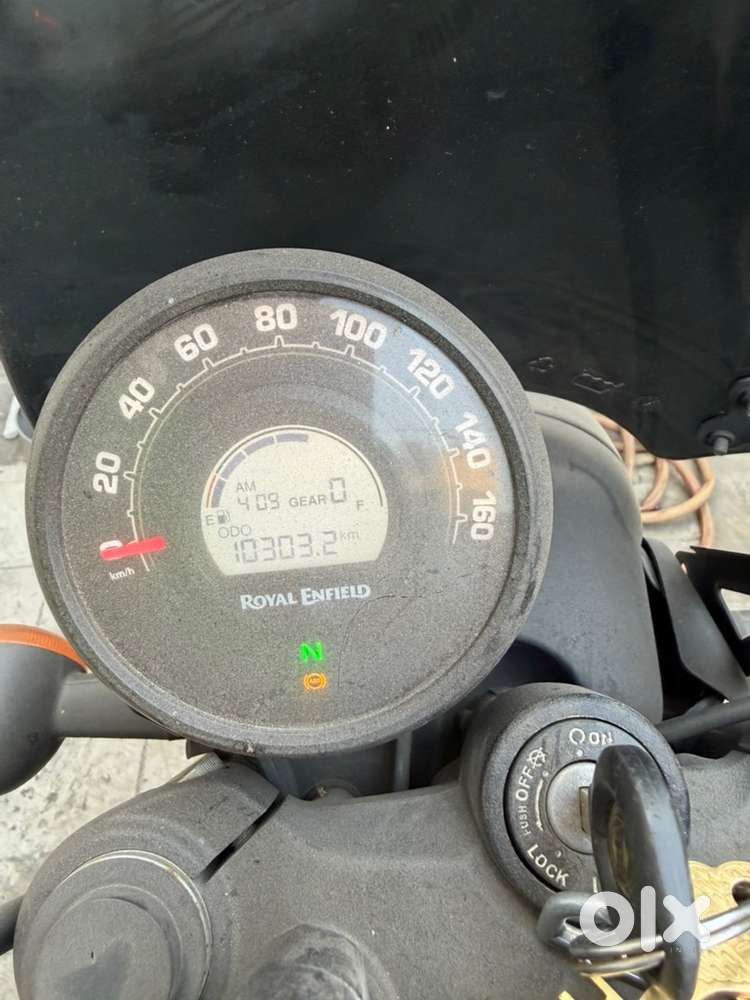 0 20 40 60 80 100 120 140 160
km/h
AM
4:09 GEAR 0
E F
ODO
10303.2 km
ROYAL ENFIELD
N
ABS
ON
OFF
PUSH
LOCK
olx